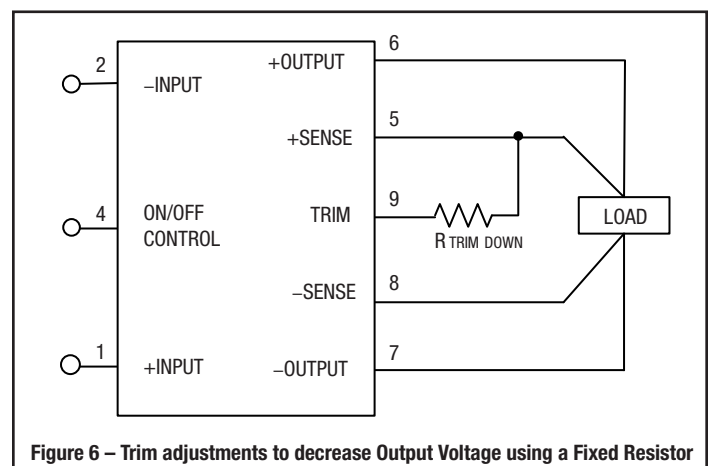 2
−INPUT
+OUTPUT
6
+SENSE
5
4
ON/OFF
CONTROL
TRIM
9
R TRIM DOWN
LOAD
−SENSE
8
1
+INPUT
−OUTPUT
7
Figure 6 – Trim adjustments to decrease Output Voltage using a Fixed Resistor